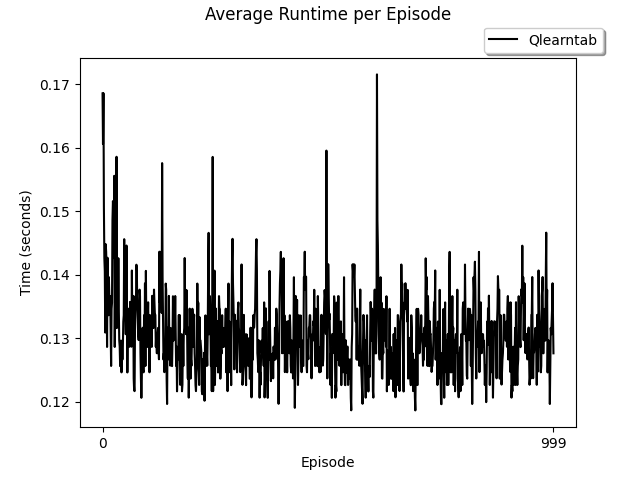 Average Runtime per Episode
Qlearntab
0.17
0.16
0.15
0.14
0.13
0.12
Time (seconds)
0
999
Episode